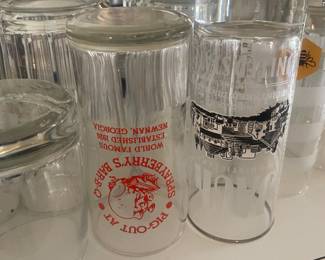 WORLD FAMOUS
ESTABLISHED 1926
NEWNAN, GEORGIA
PIG-OUT AT
SPRAYBERRY'S BAR-B-Q